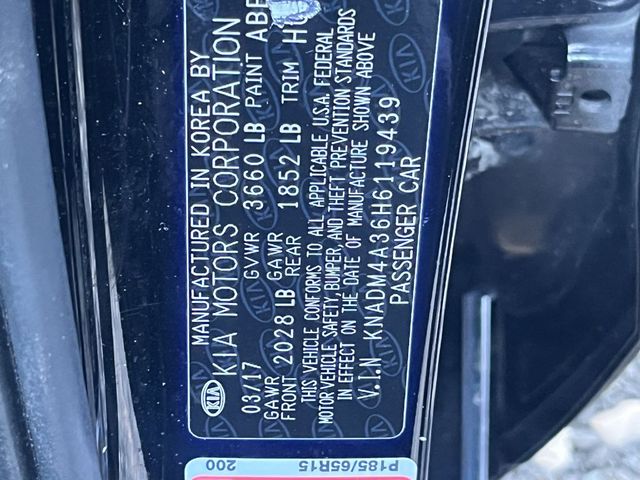 MANUFACTURED IN KOREA BY
KIA KIA MOTORS CORPORATION
03/17 GVWR 3660 LB PAINT
GAWR FRONT 2028 LB GAWR REAR 1852 LB TRIM
THIS VEHICLE CONFORMS TO ALL APPLICABLE U.S.A. FEDERAL
MOTOR VEHICLE SAFETY, BUMPER, AND THEFT PREVENTION STANDARDS
IN EFFECT ON THE DATE OF MANUFACTURE SHOWN ABOVE
V.I.N KNADM4A36H6119439
PASSENGER CAR
200 P185/65R15